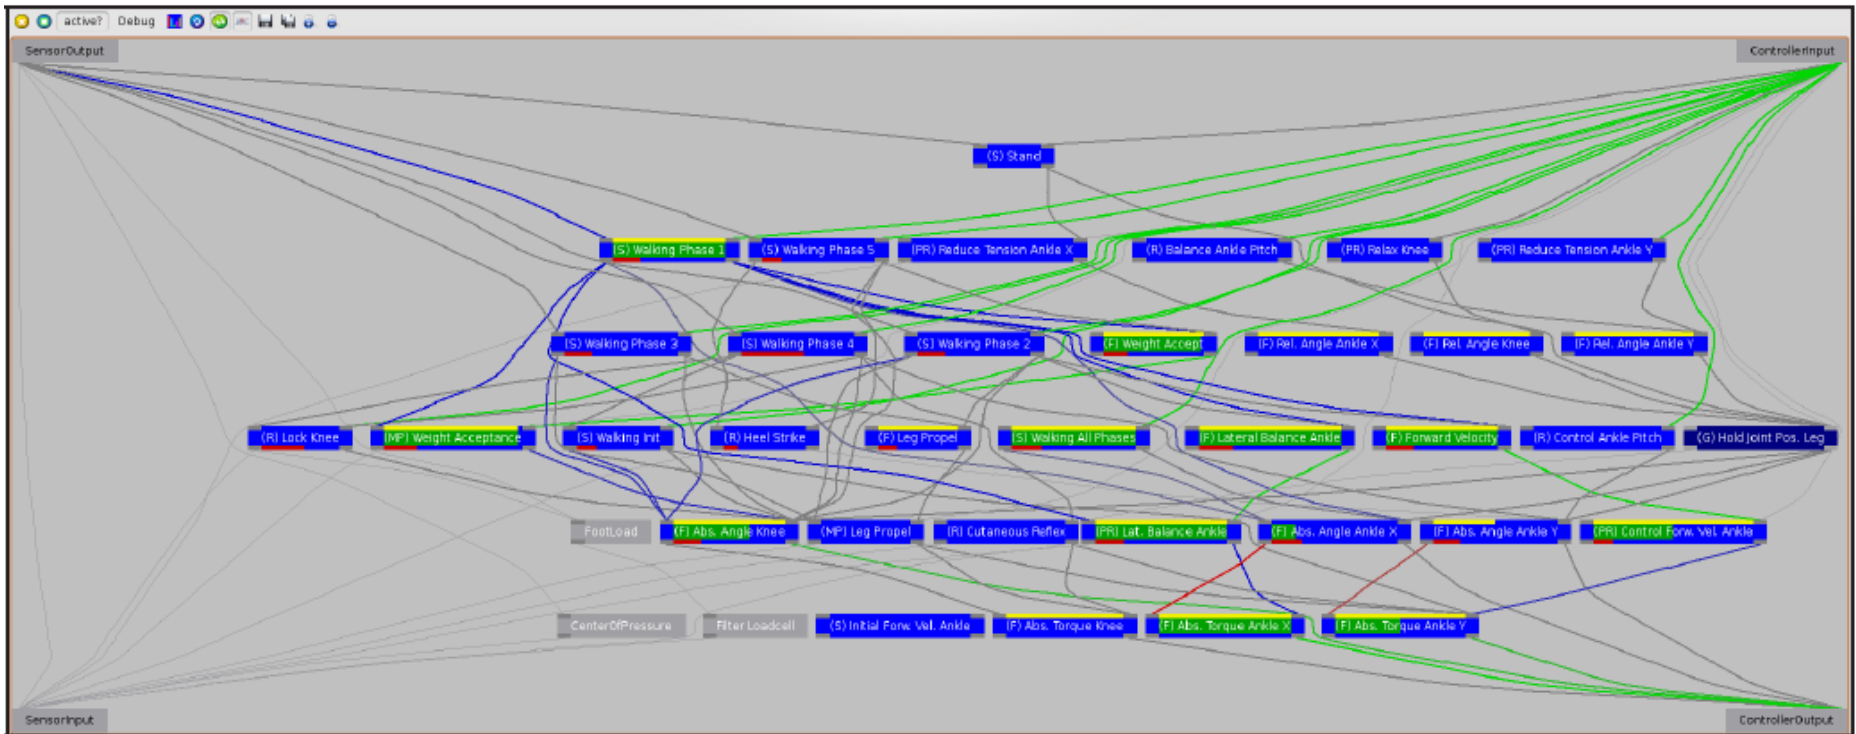 active? Debug
SensorOutput
ControllerInput
(S) Stand
(S) Walking Phase 1
(S) Walking Phase 5
(PR) Reduce Tension Ankle X
(R) Balance Ankle Pitch
(PR) Relax Knee
(PR) Reduce Tension Ankle Y
(S) Walking Phase 3
(S) Walking Phase 4
(S) Walking Phase 2
(F) Weight Accept
(F) Rel. Angle Ankle X
(F) Rel. Angle Knee
(F) Rel. Angle Ankle Y
(R) Lock Knee
(MP) Weight Acceptance
(S) Walking Init
(R) Heel Strike
(F) Leg Propel
(S) Walking All Phases
(F) Lateral Balance Ankle
(F) Forward Velocity
(R) Control Ankle Pitch
(G) Hold Joint Pos. Leg
FootLoad
(F) Abs. Angle Knee
(MP) Leg Propel
(R) Cutaneous Reflex
(PR) Lat. Balance Ankle
(F) Abs. Angle Ankle X
(F) Abs. Angle Ankle Y
(PR) Control Forw. Vel. Ankle
CenterOfPressure
Filter Loadcell
(S) Initial Forw. Vel. Ankle
(F) Abs. Torque Knee
(F) Abs. Torque Ankle X
(F) Abs. Torque Ankle Y
SensorInput
ControllerOutput